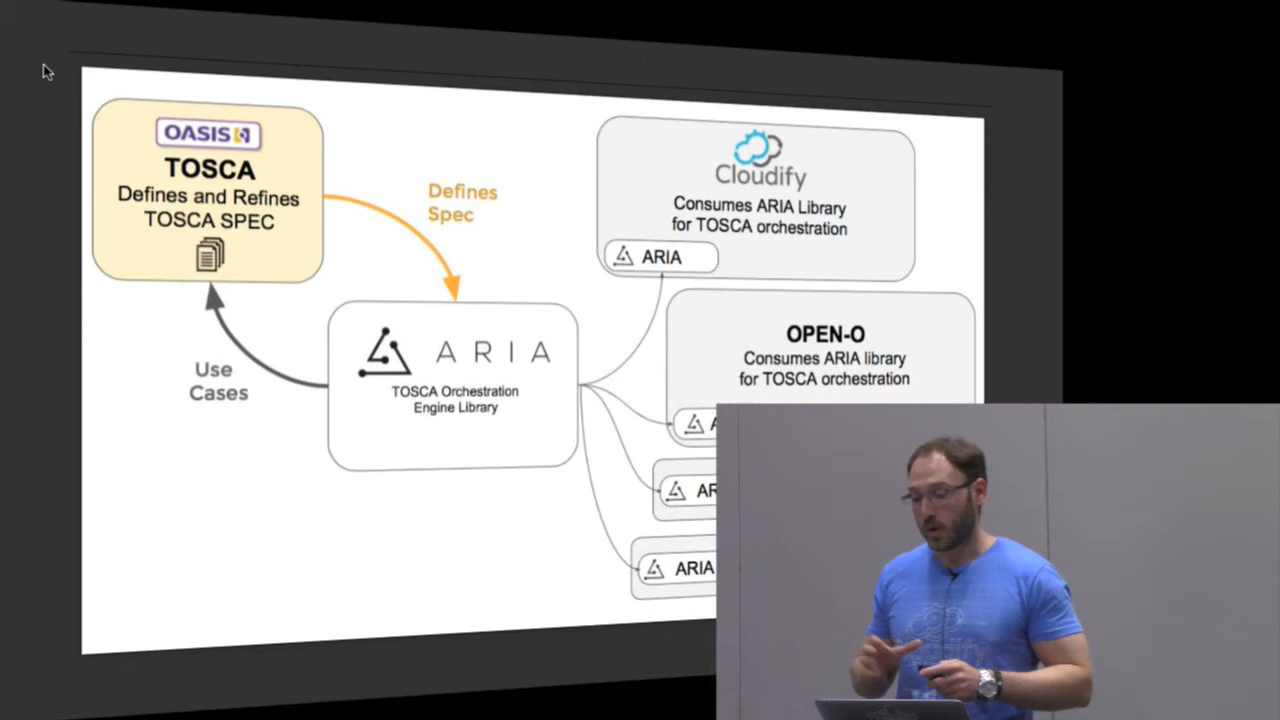 OASIS
TOSCA
Defines and Refines
TOSCA SPEC
Defines
Spec
Use
Cases
ARIA
TOSCA Orchestration
Engine Library
Cloudify
Consumes ARIA Library
for TOSCA orchestration
ARIA
OPEN-O
Consumes ARIA library
for TOSCA orchestration
A
AR
ARIA